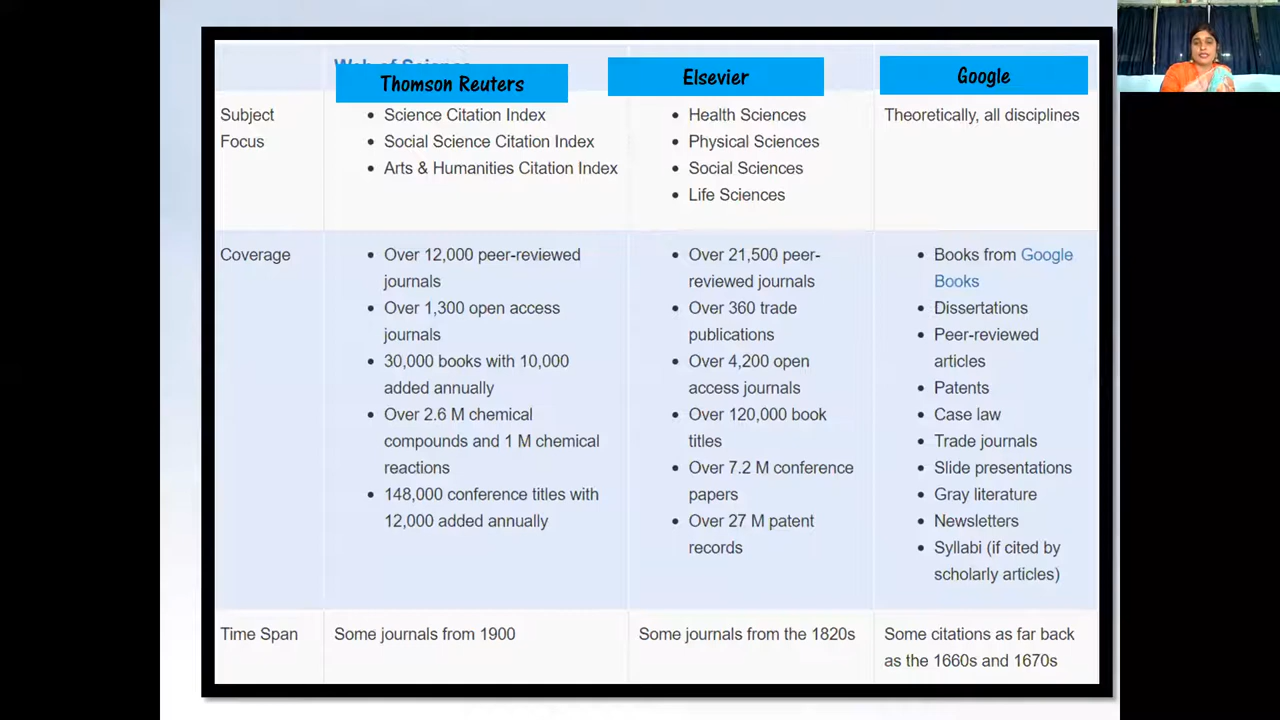 Web of Science
Thomson Reuters
Elsevier
Google
Subject
Focus
• Science Citation Index
• Social Science Citation Index
• Arts & Humanities Citation Index
• Health Sciences
• Physical Sciences
• Social Sciences
• Life Sciences
Theoretically, all disciplines
Coverage
• Over 12,000 peer-reviewed
journals
• Over 1,300 open access
journals
• 30,000 books with 10,000
added annually
• Over 2.6 M chemical
compounds and 1 M chemical
reactions
• 148,000 conference titles with
12,000 added annually
• Over 21,500 peer-
reviewed journals
• Over 360 trade
publications
• Over 4,200 open
access journals
• Over 120,000 book
titles
• Over 7.2 M conference
papers
• Over 27 M patent
records
• Books from Google
Books
• Dissertations
• Peer-reviewed
articles
• Patents
• Case law
• Trade journals
• Slide presentations
• Gray literature
• Newsletters
• Syllabi (if cited by
scholarly articles)
Time Span
Some journals from 1900
Some journals from the 1820s
Some citations as far back
as the 1660s and 1670s